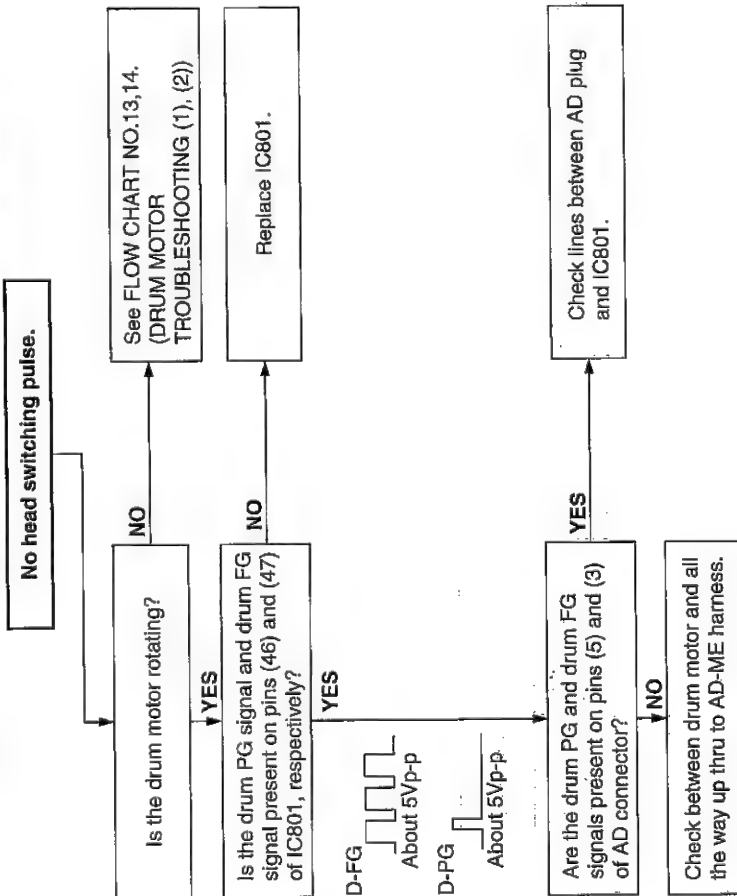 No head switching pulse.
Is the drum motor rotating?
NO
See FLOW CHART NO.13,14.
(DRUM MOTOR
TROUBLESHOOTING (1), (2))
YES
Is the drum PG signal and drum FG
signal present on pins (46) and (47)
of IC801, respectively?
NO
Replace IC801.
YES
D-FG
About 5Vp-p
D-PG
About 5Vp-p
Are the drum PG and drum FG
signals present on pins (5) and (3)
of AD connector?
YES
Check lines between AD plug
and IC801.
NO
Check between drum motor and all
the way up thru to AD-ME harness.